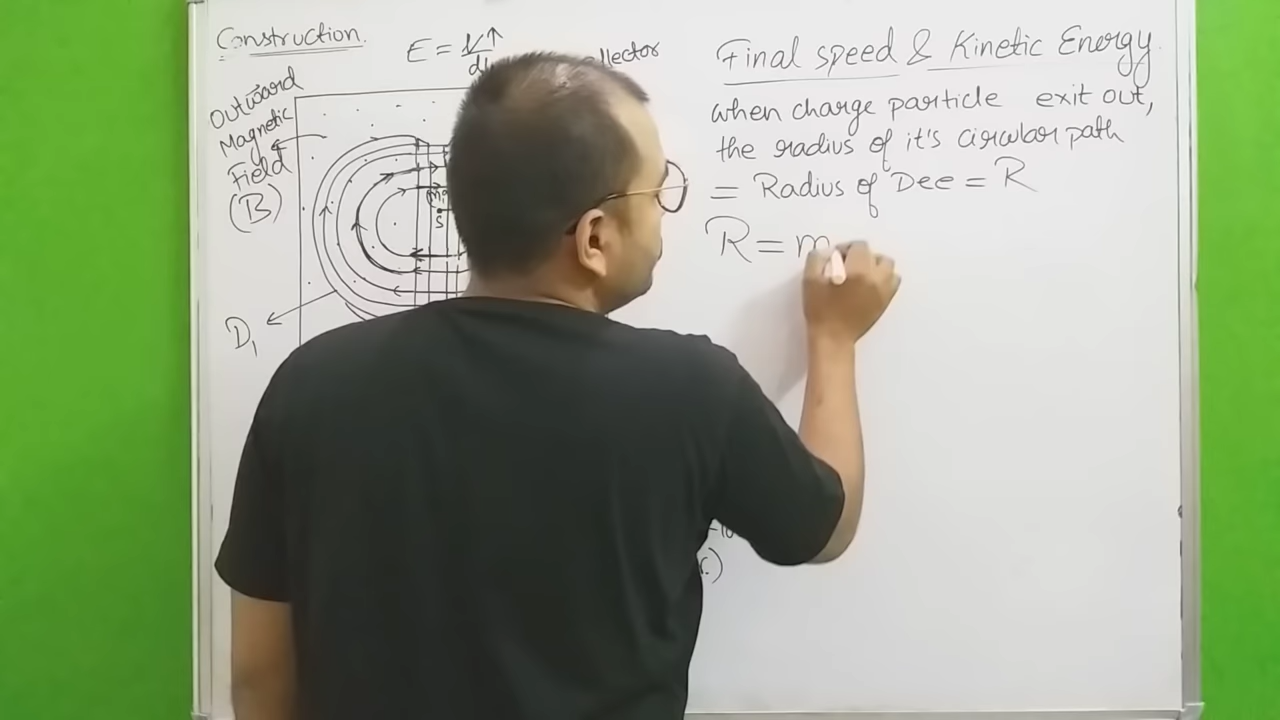 Construction.
E = V↑
Outward
Magnetic
Field
(B)
D₁
S
Final speed & Kinetic Energy.
when charge particle exit out,
the radius of it's circular path
= Radius of Dee = R
R = m